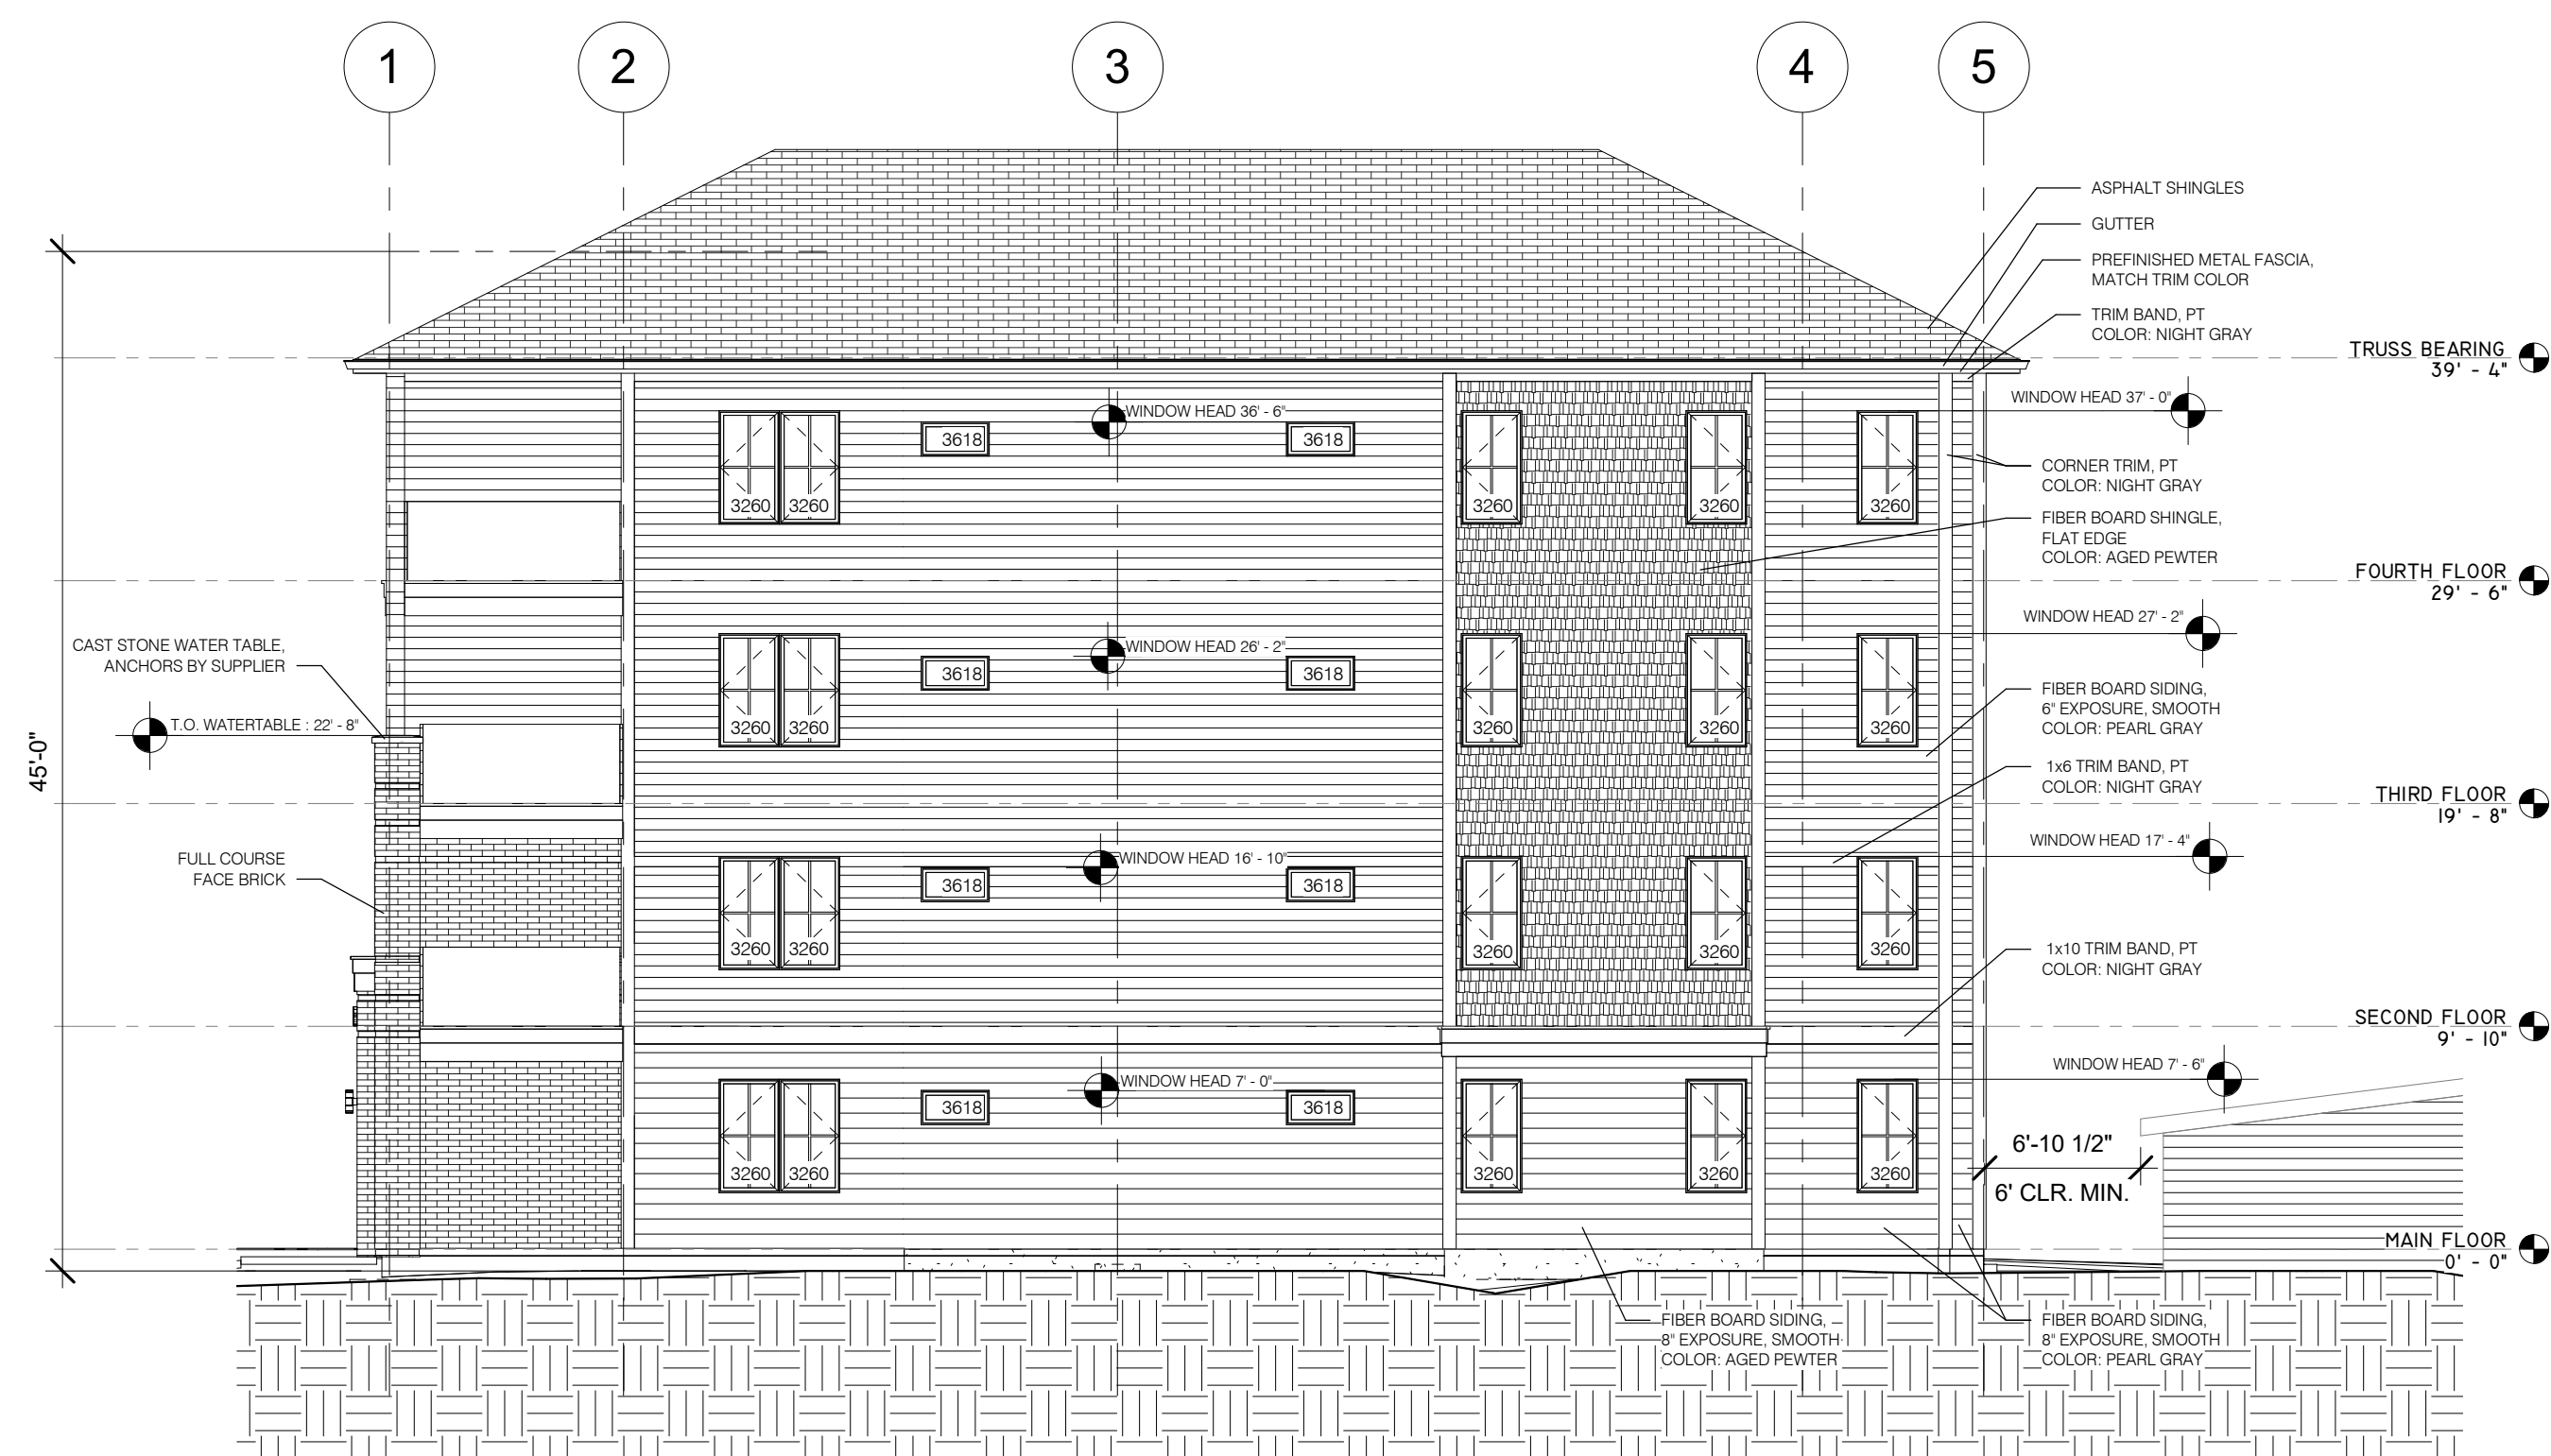 1
2
3
4
5
ASPHALT SHINGLES
GUTTER
PREFINISHED METAL FASCIA,
MATCH TRIM COLOR
TRIM BAND, PT
COLOR: NIGHT GRAY
TRUSS BEARING
39' - 4"
WINDOW HEAD 36' - 6"
WINDOW HEAD 37' - 0"
3618
3618
3260
3260
3260
3260
3260
CORNER TRIM, PT
COLOR: NIGHT GRAY
FIBER BOARD SHINGLE,
FLAT EDGE
COLOR: AGED PEWTER
FOURTH FLOOR
29' - 6"
WINDOW HEAD 27' - 2"
CAST STONE WATER TABLE,
ANCHORS BY SUPPLIER
WINDOW HEAD 26' - 2"
3618
3618
3260
3260
3260
3260
3260
T.O. WATERTABLE : 22' - 8"
FIBER BOARD SIDING,
6" EXPOSURE, SMOOTH
COLOR: PEARL GRAY
45'-0"
1x6 TRIM BAND, PT
COLOR: NIGHT GRAY
THIRD FLOOR
19' - 8"
WINDOW HEAD 17' - 4"
FULL COURSE
FACE BRICK
WINDOW HEAD 16' - 10"
3618
3618
3260
3260
3260
3260
3260
1x10 TRIM BAND, PT
COLOR: NIGHT GRAY
SECOND FLOOR
9' - 10"
WINDOW HEAD 7' - 6"
WINDOW HEAD 7' - 0"
3618
3618
3260
3260
3260
3260
3260
6'-10 1/2"
6' CLR. MIN.
MAIN FLOOR
0' - 0"
FIBER BOARD SIDING,
8" EXPOSURE, SMOOTH
COLOR: AGED PEWTER
FIBER BOARD SIDING,
8" EXPOSURE, SMOOTH
COLOR: PEARL GRAY